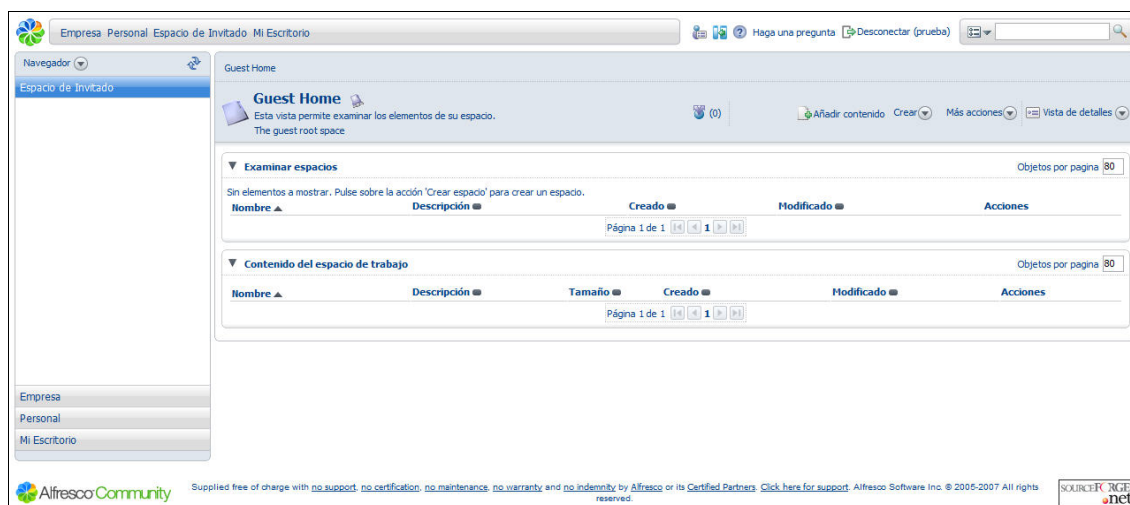 Empresa Personal Espacio de Invitado Mi Escritorio
Haga una pregunta Desconectar (prueba)
Navegador
Espacio de Invitado
Empresa
Personal
Mi Escritorio
Guest Home
Guest Home
Esta vista permite examinar los elementos de su espacio.
The guest root space
(0)
Añadir contenido Crear Más acciones Vista de detalles
Examinar espacios Objetos por pagina 80
Sin elementos a mostrar. Pulse sobre la acción 'Crear espacio' para crear un espacio.
Nombre Descripción Creado Modificado Acciones
Página 1 de 1 1
Contenido del espacio de trabajo Objetos por pagina 80
Nombre Descripción Tamaño Creado Modificado Acciones
Página 1 de 1 1
Alfresco Community
Supplied free of charge with no support, no certification, no maintenance, no warranty and no indemnity by Alfresco or its Certified Partners. Click here for support. Alfresco Software Inc. © 2005-2007 All rights
reserved.
SOURCEFORGE
.net